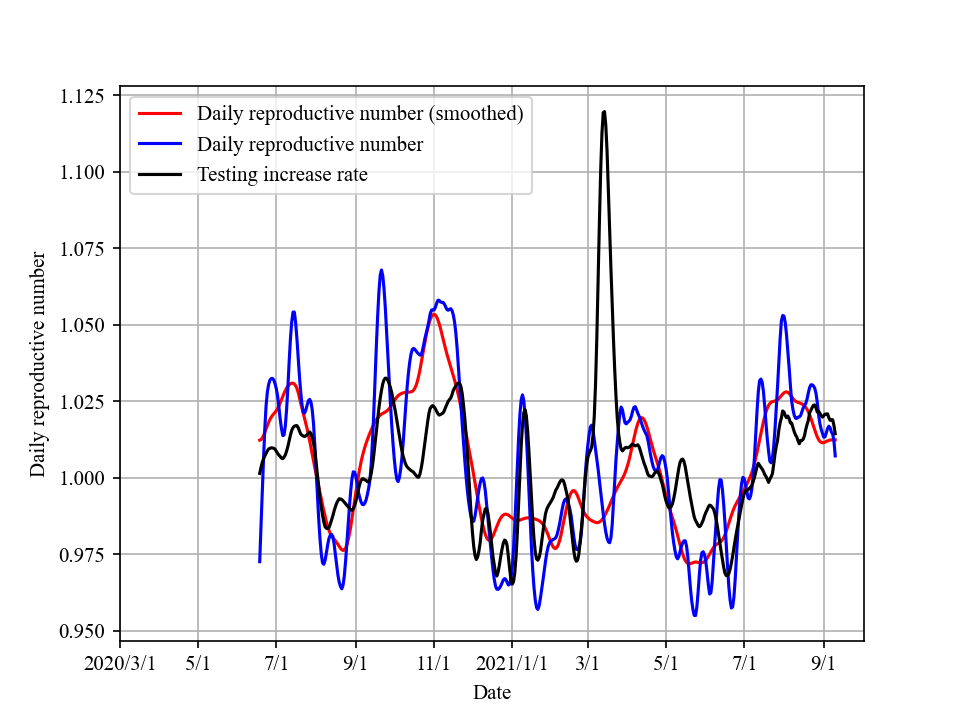 1.125
1.100
1.075
1.050
1.025
1.000
0.975
0.950
Daily reproductive number
Daily reproductive number (smoothed)
Daily reproductive number
Testing increase rate
2020/3/1 5/1 7/1 9/1 11/1 2021/1/1 3/1 5/1 7/1 9/1
Date